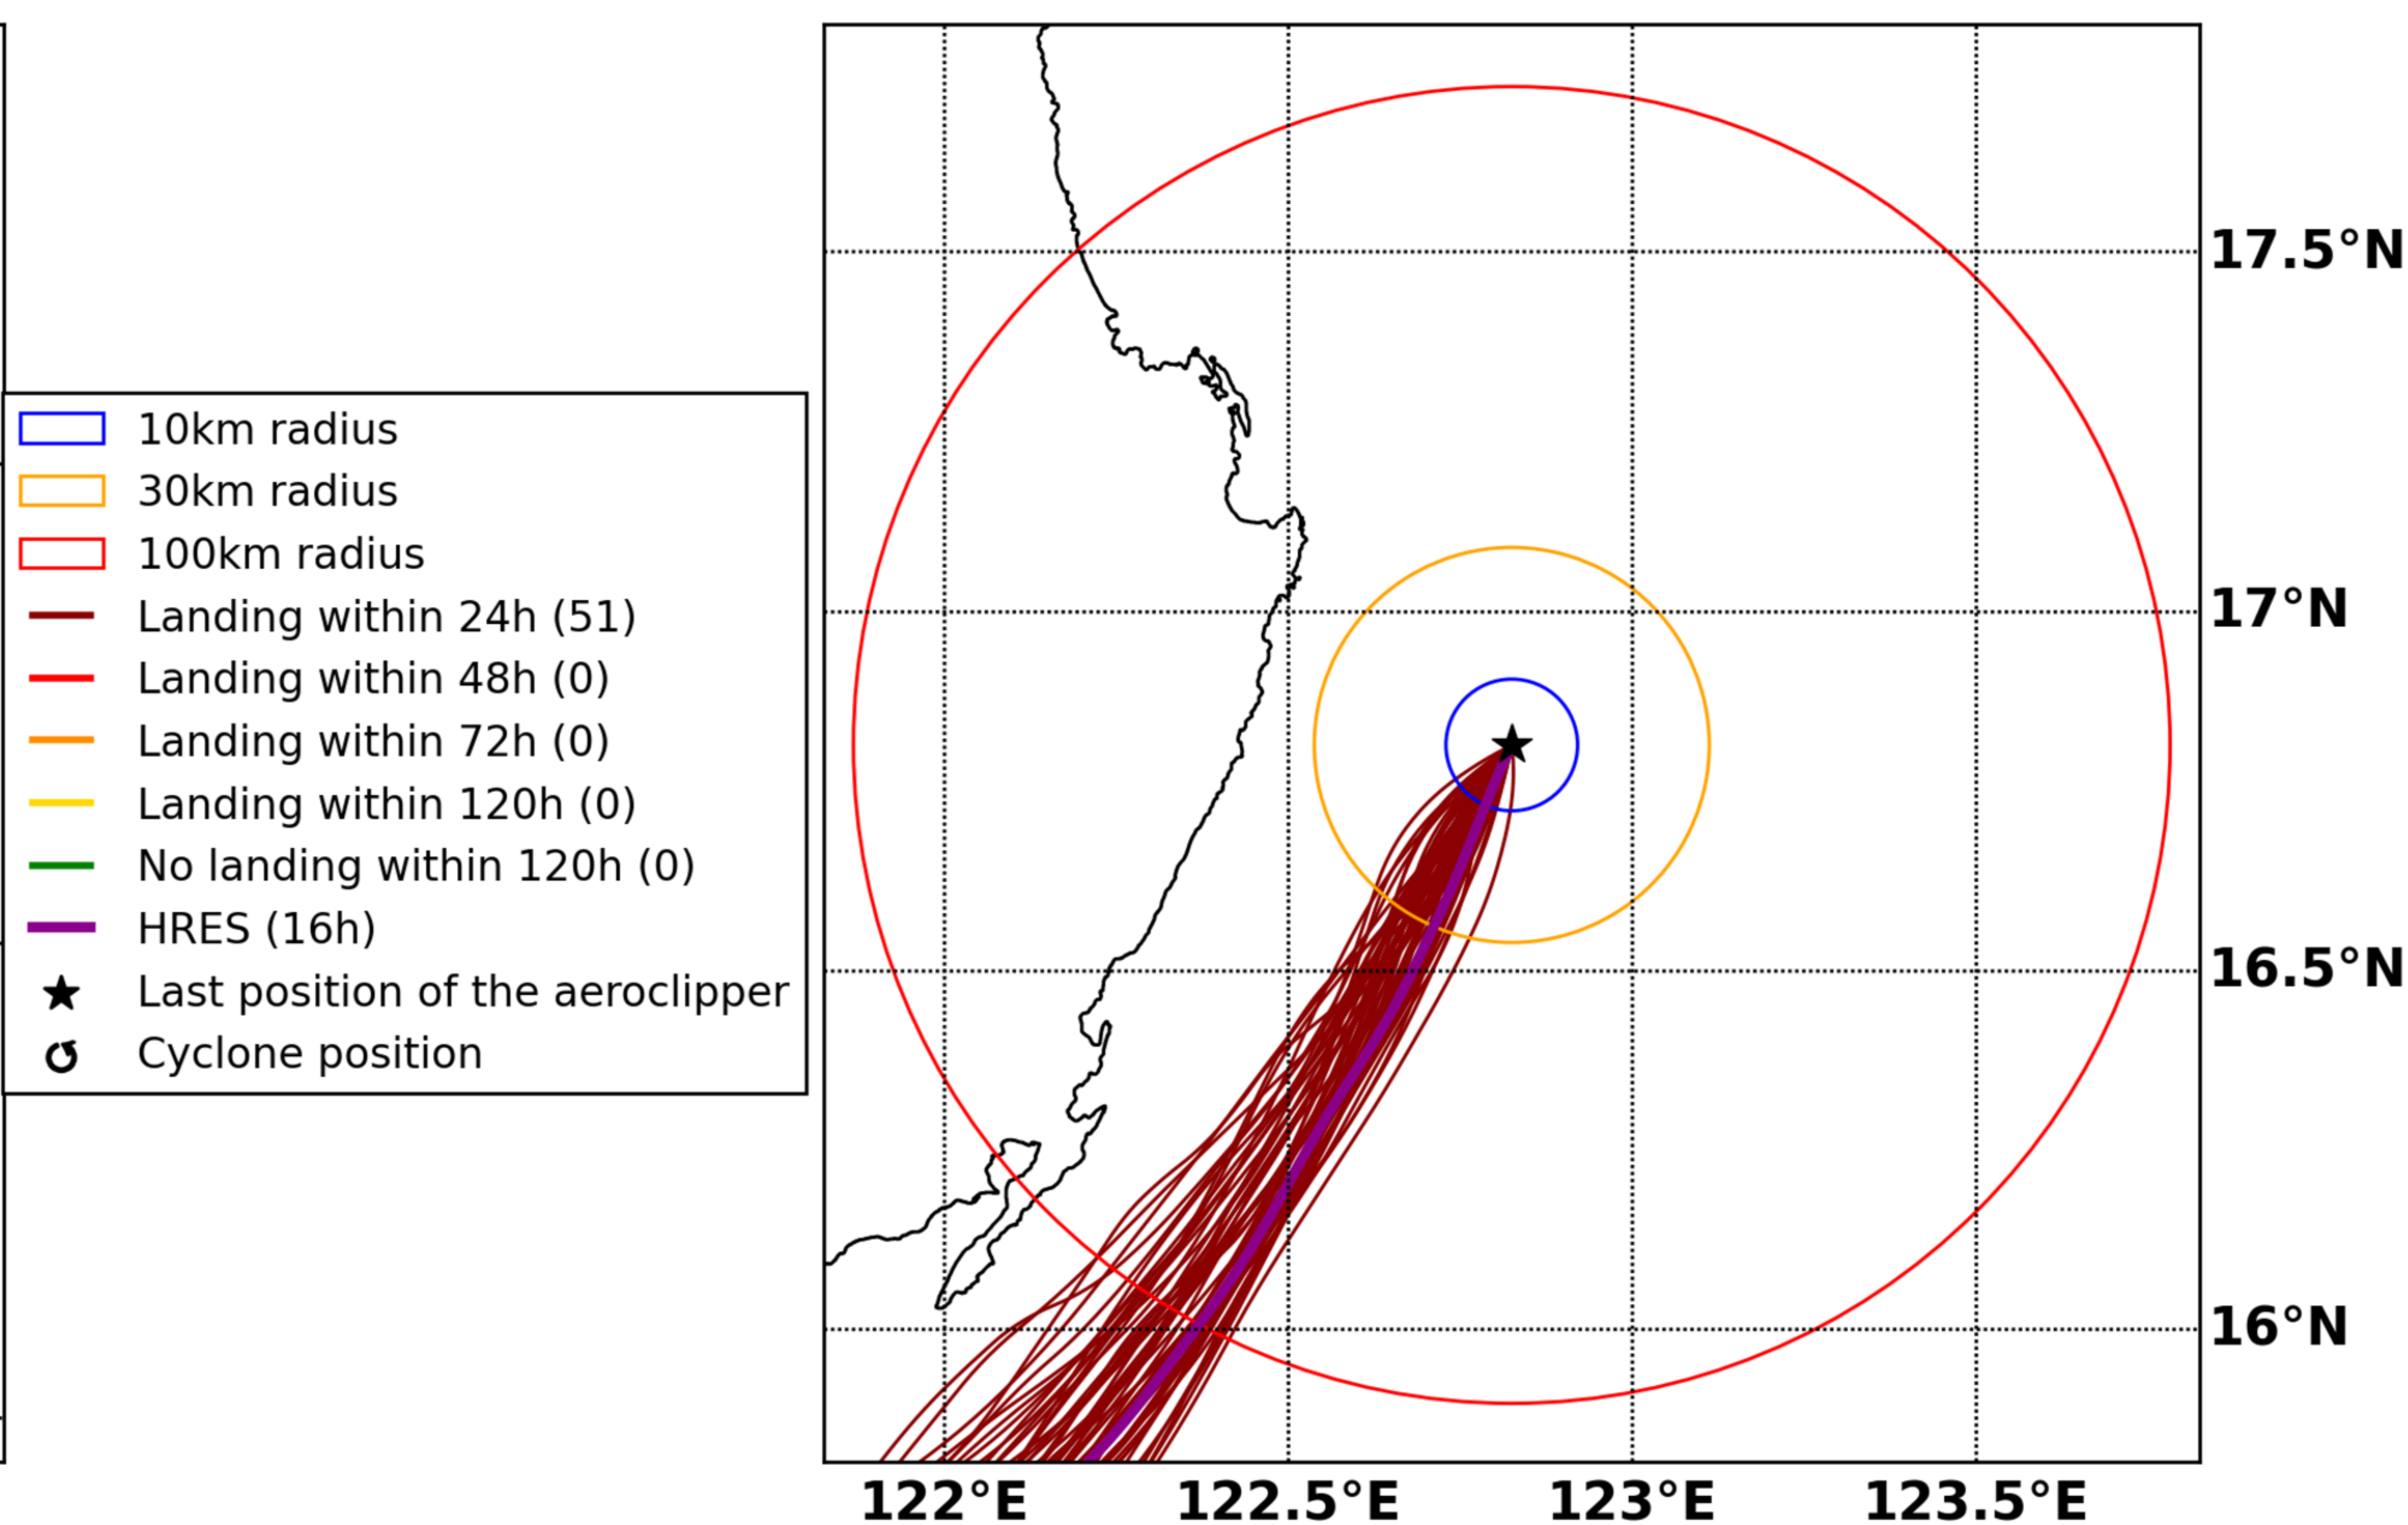 10km radius
30km radius
100km radius
Landing within 24h (51)
Landing within 48h (0)
Landing within 72h (0)
Landing within 120h (0)
No landing within 120h (0)
HRES (16h)
Last position of the aeroclipper
Cyclone position
17.5°N
17°N
16.5°N
16°N
122°E 122.5°E 123°E 123.5°E